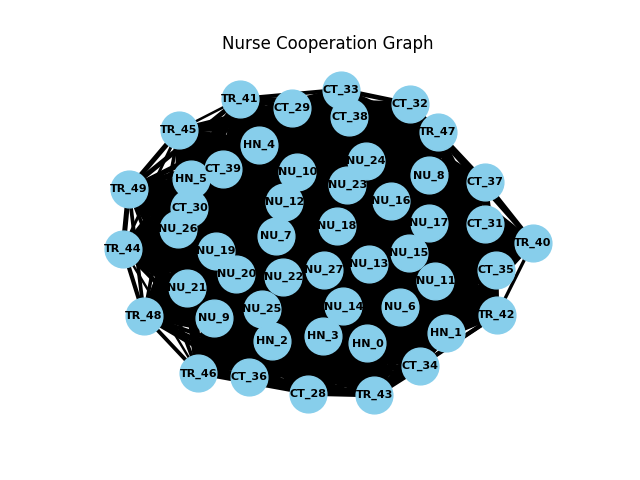 Nurse Cooperation Graph
CT_33
TR_41
CT_32
CT_29
CT_38
TR_45
TR_47
HN_4
NU_24
CT_39
NU_10
NU_8
HN_5
CT_37
NU_23
TR_49
NU_16
NU_12
CT_30
NU_17
CT_31
NU_18
NU_26
NU_7
TR_40
TR_44
NU_19
NU_15
NU_13
CT_35
NU_27
NU_20
NU_22
NU_11
NU_21
NU_14
NU_6
NU_25
TR_42
TR_48
NU_9
HN_1
HN_3
HN_2
HN_0
CT_34
TR_46
CT_36
CT_28
TR_43